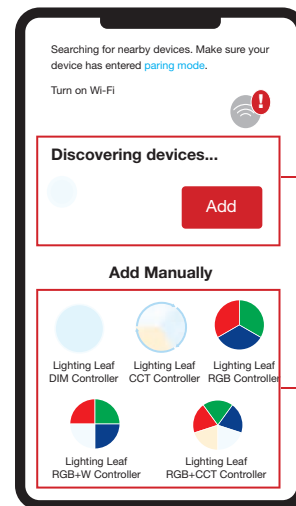 Searching for nearby devices. Make sure your
device has entered paring mode.
Turn on Wi-Fi
!
Discovering devices...
Add
Add Manually
Lighting Leaf
DIM Controller
Lighting Leaf
CCT Controller
Lighting Leaf
RGB Controller
Lighting Leaf
RGB+W Controller
Lighting Leaf
RGB+CCT Controller